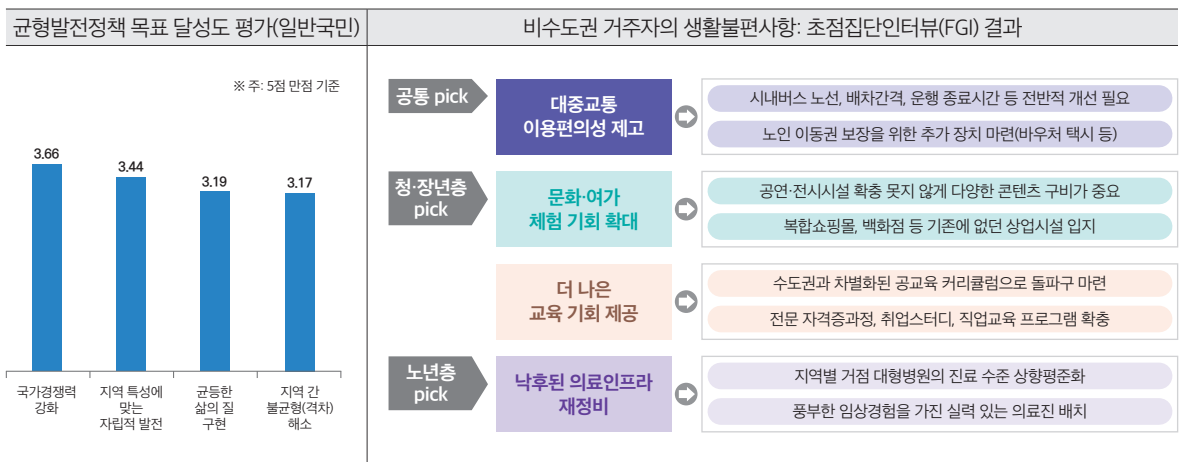 균형발전정책 목표 달성도 평가(일반국민)
※ 주: 5점 만점 기준
3.66
3.44
3.19
3.17
국가경쟁력
강화
지역 특성에
맞는
자립적 발전
균등한
삶의 질
구현
지역 간
불균형(격차)
해소
비수도권 거주자의 생활불편사항: 초점집단인터뷰(FGI) 결과
공통 pick
대중교통
이용편의성 제고
시내버스 노선, 배차간격, 운행 종료시간 등 전반적 개선 필요
노인 이동권 보장을 위한 추가 장치 마련(바우처 택시 등)
청·장년층
pick
문화·여가
체험 기회 확대
공연·전시시설 확충 못지 않게 다양한 콘텐츠 구비가 중요
복합쇼핑몰, 백화점 등 기존에 없던 상업시설 입지
더 나은
교육 기회 제공
수도권과 차별화된 공교육 커리큘럼으로 돌파구 마련
전문 자격증과정, 취업스터디, 직업교육 프로그램 확충
노년층
pick
낙후된 의료인프라
재정비
지역별 거점 대형병원의 진료 수준 상향평준화
풍부한 임상경험을 가진 실력 있는 의료진 배치